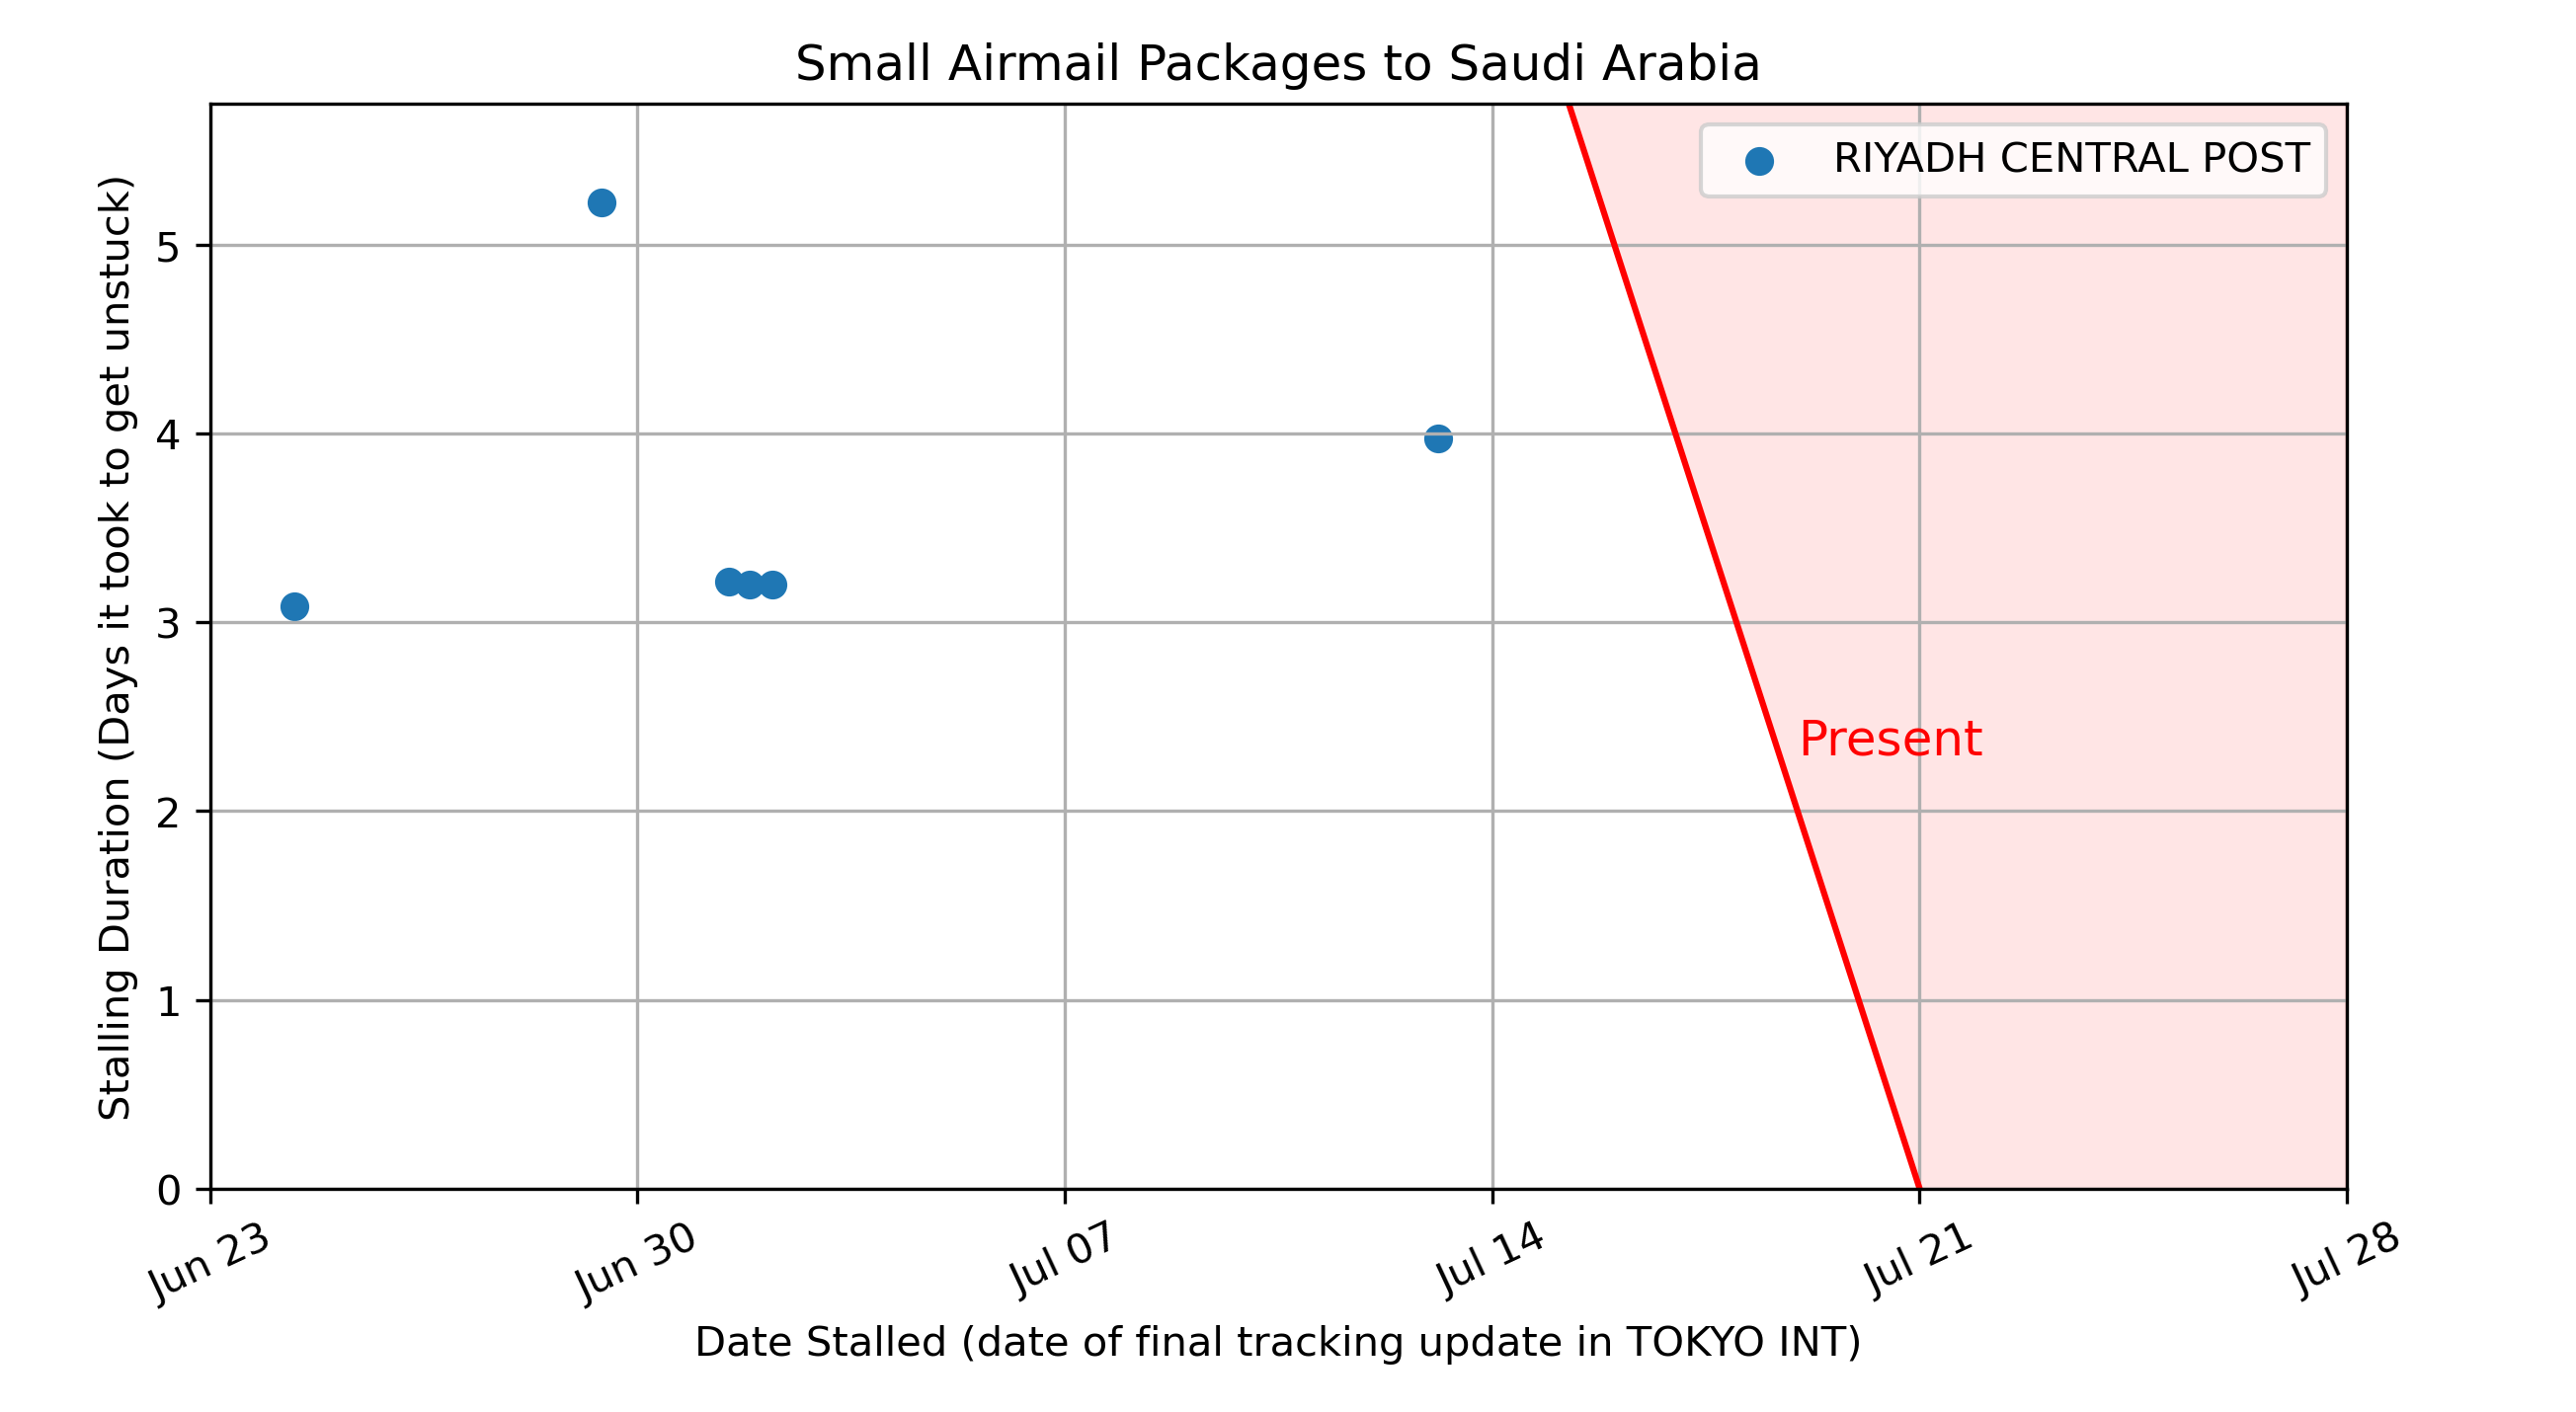 Small Airmail Packages to Saudi Arabia
RIYADH CENTRAL POST
Stalling Duration (Days it took to get unstuck)
5
4
3
2
1
0
Present
Jun 23
Jun 30
Jul 07
Jul 14
Jul 21
Jul 28
Date Stalled (date of final tracking update in TOKYO INT)